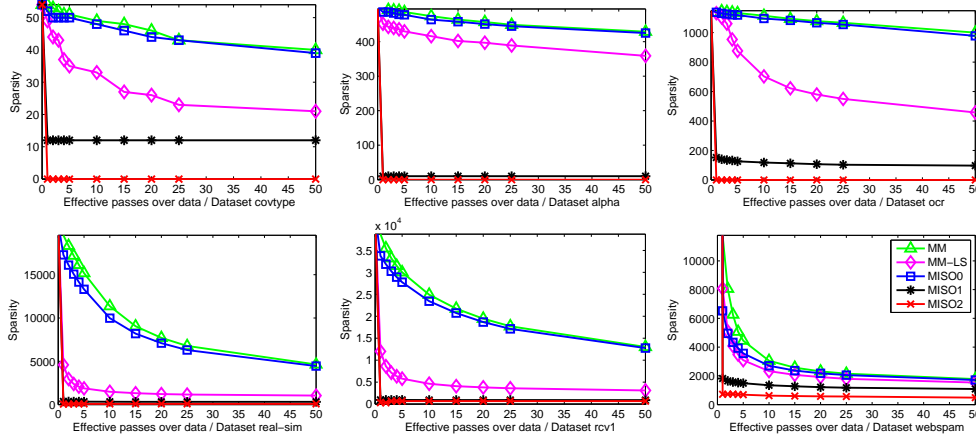 Sparsity
50
40
30
20
10
0
0 5 10 15 20 25 30 35 40 45 50
Effective passes over data / Dataset covtype
Sparsity
400
300
200
100
0
0 5 10 15 20 25 30 35 40 45 50
Effective passes over data / Dataset alpha
Sparsity
1000
800
600
400
200
0
0 5 10 15 20 25 30 35 40 45 50
Effective passes over data / Dataset ocr
Sparsity
15000
10000
5000
0
0 5 10 15 20 25 30 35 40 45 50
Effective passes over data / Dataset real-sim
x 10^4
Sparsity
3.5
3
2.5
2
1.5
1
0.5
0
0 5 10 15 20 25 30 35 40 45 50
Effective passes over data / Dataset rcv1
Sparsity
12000
10000
8000
6000
4000
2000
0
0 5 10 15 20 25 30 35 40 45 50
Effective passes over data / Dataset webspam
MM
MM-LS
MISO0
MISO1
MISO2